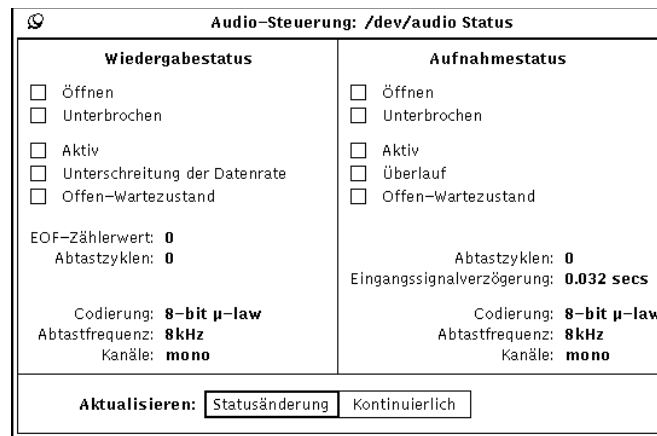 Audio-Steuerung: /dev/audio Status
Wiedergabestatus
Öffnen
Unterbrochen
Aktiv
Unterschreitung der Datenrate
Offen-Wartezustand
EOF-Zählerwert: 0
Abtastzyklen: 0
Codierung: 8-bit µ-law
Abtastfrequenz: 8kHz
Kanäle: mono
Aufnahmestatus
Öffnen
Unterbrochen
Aktiv
Überlauf
Offen-Wartezustand
Abtastzyklen: 0
Eingangssignalverzögerung: 0.032 secs
Codierung: 8-bit µ-law
Abtastfrequenz: 8kHz
Kanäle: mono
Aktualisieren: Statusänderung Kontinuierlich